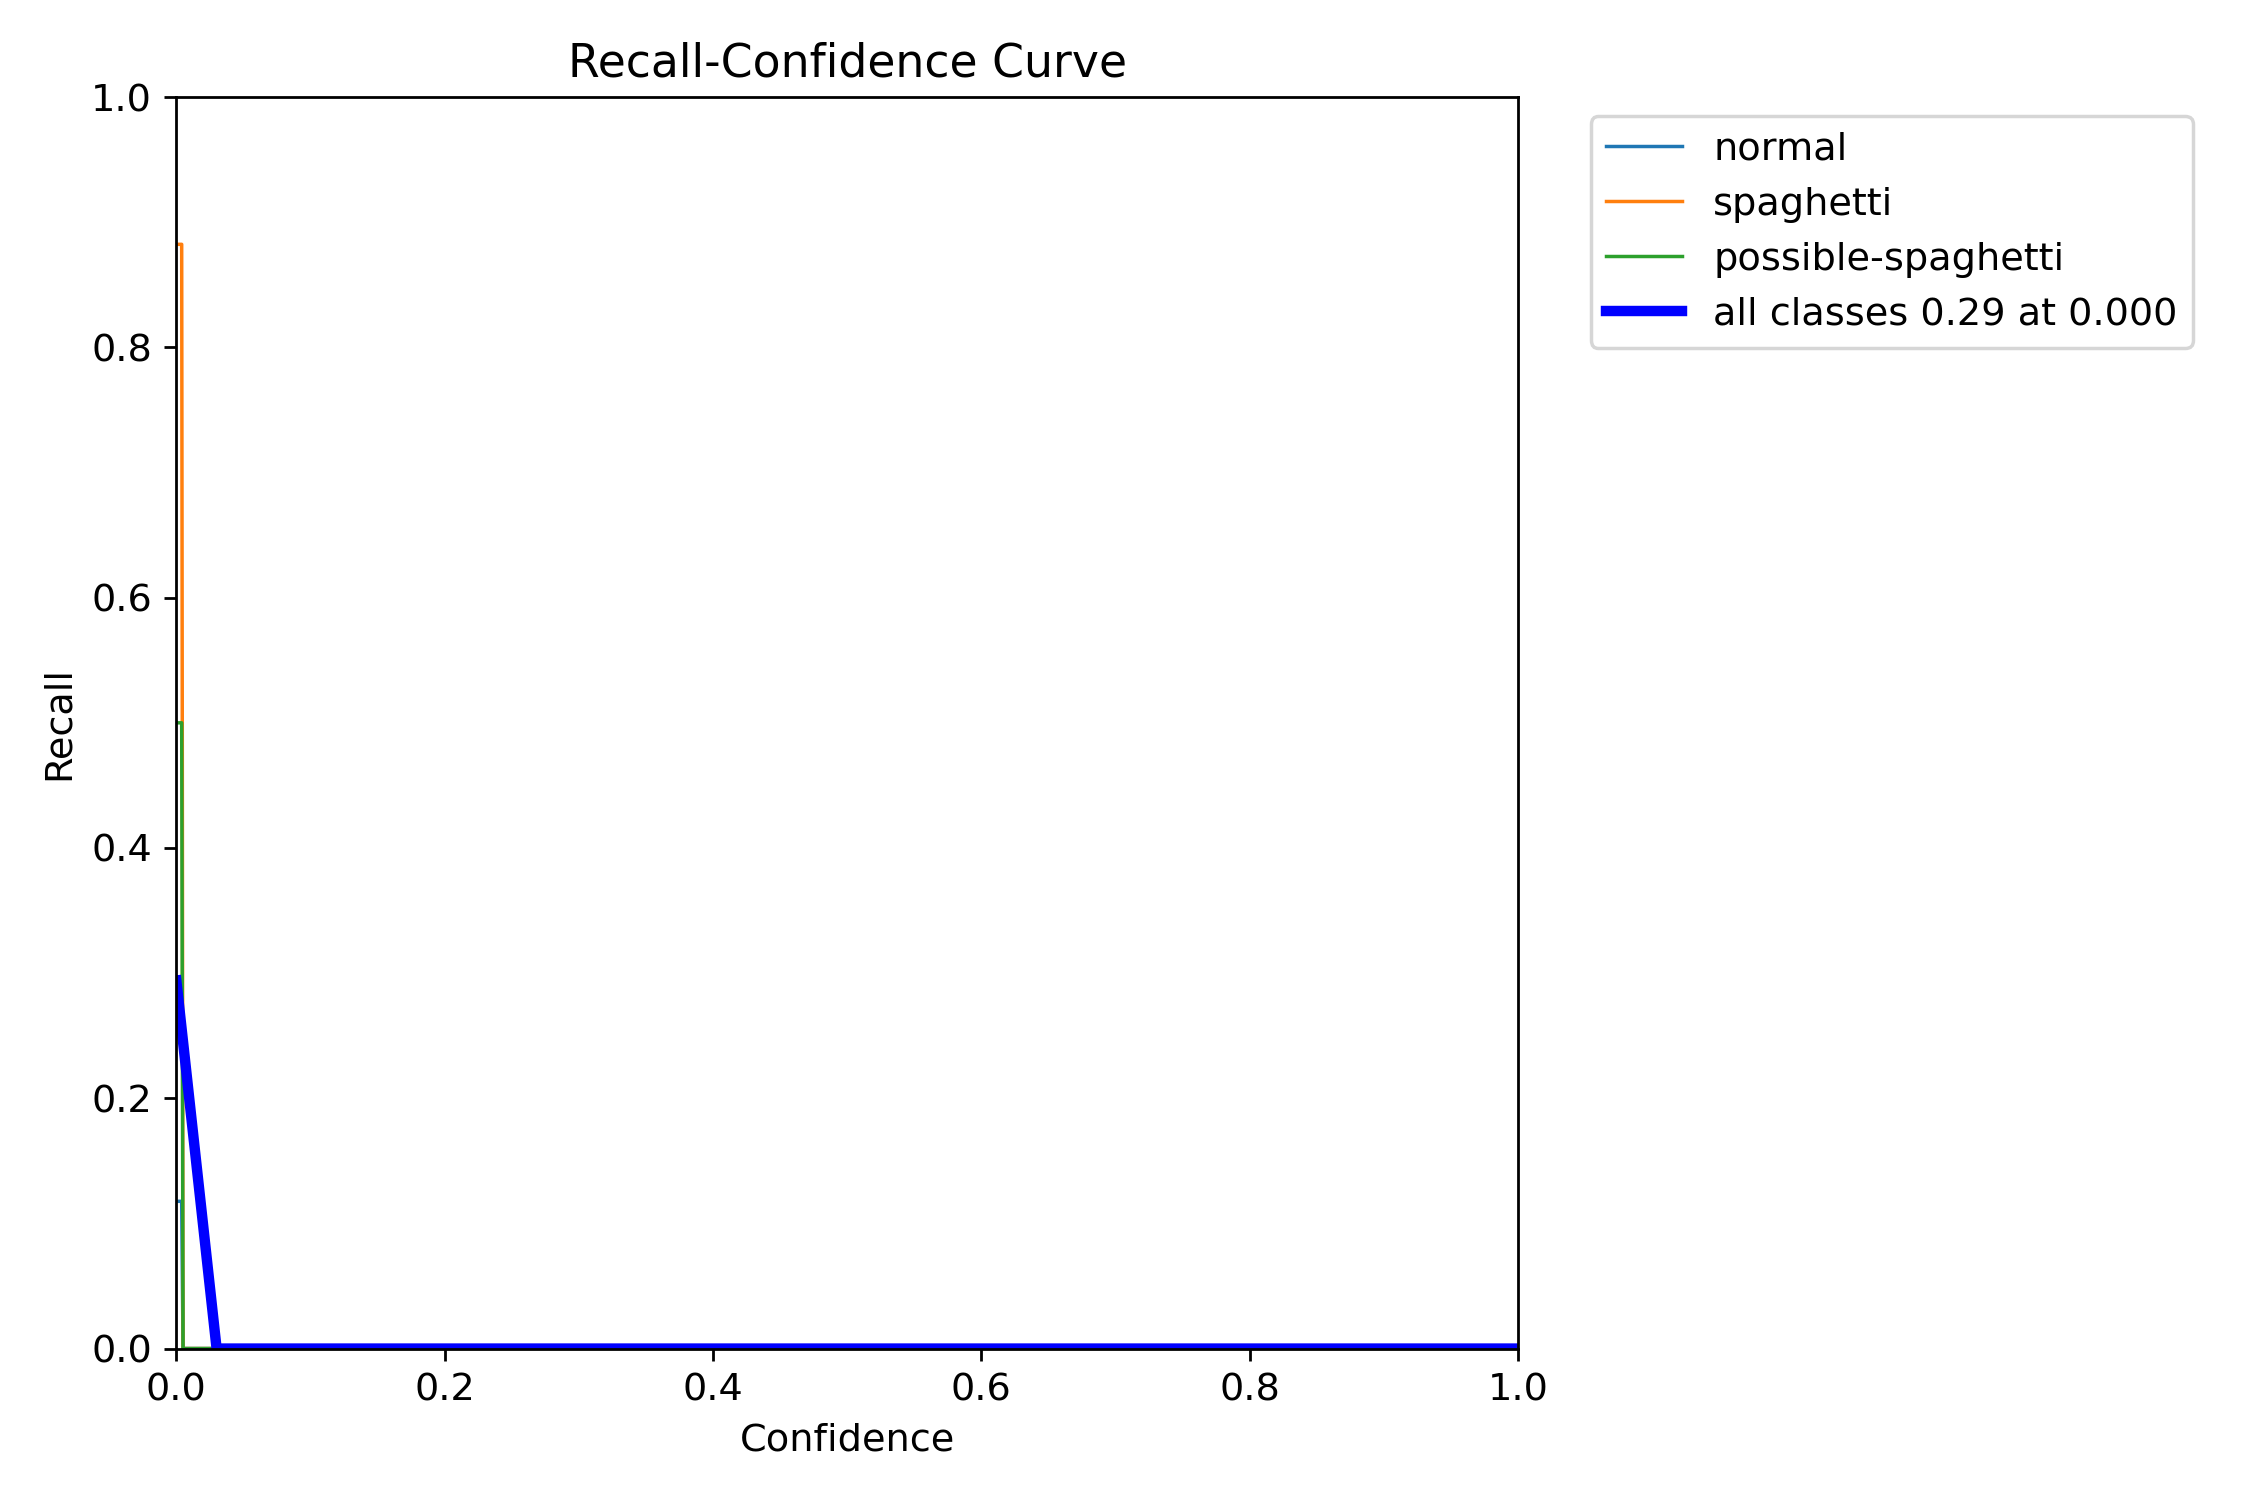 Recall-Confidence Curve
1.0
0.8
0.6
0.4
0.2
0.0
Recall
0.0 0.2 0.4 0.6 0.8 1.0
Confidence
normal
spaghetti
possible-spaghetti
all classes 0.29 at 0.000